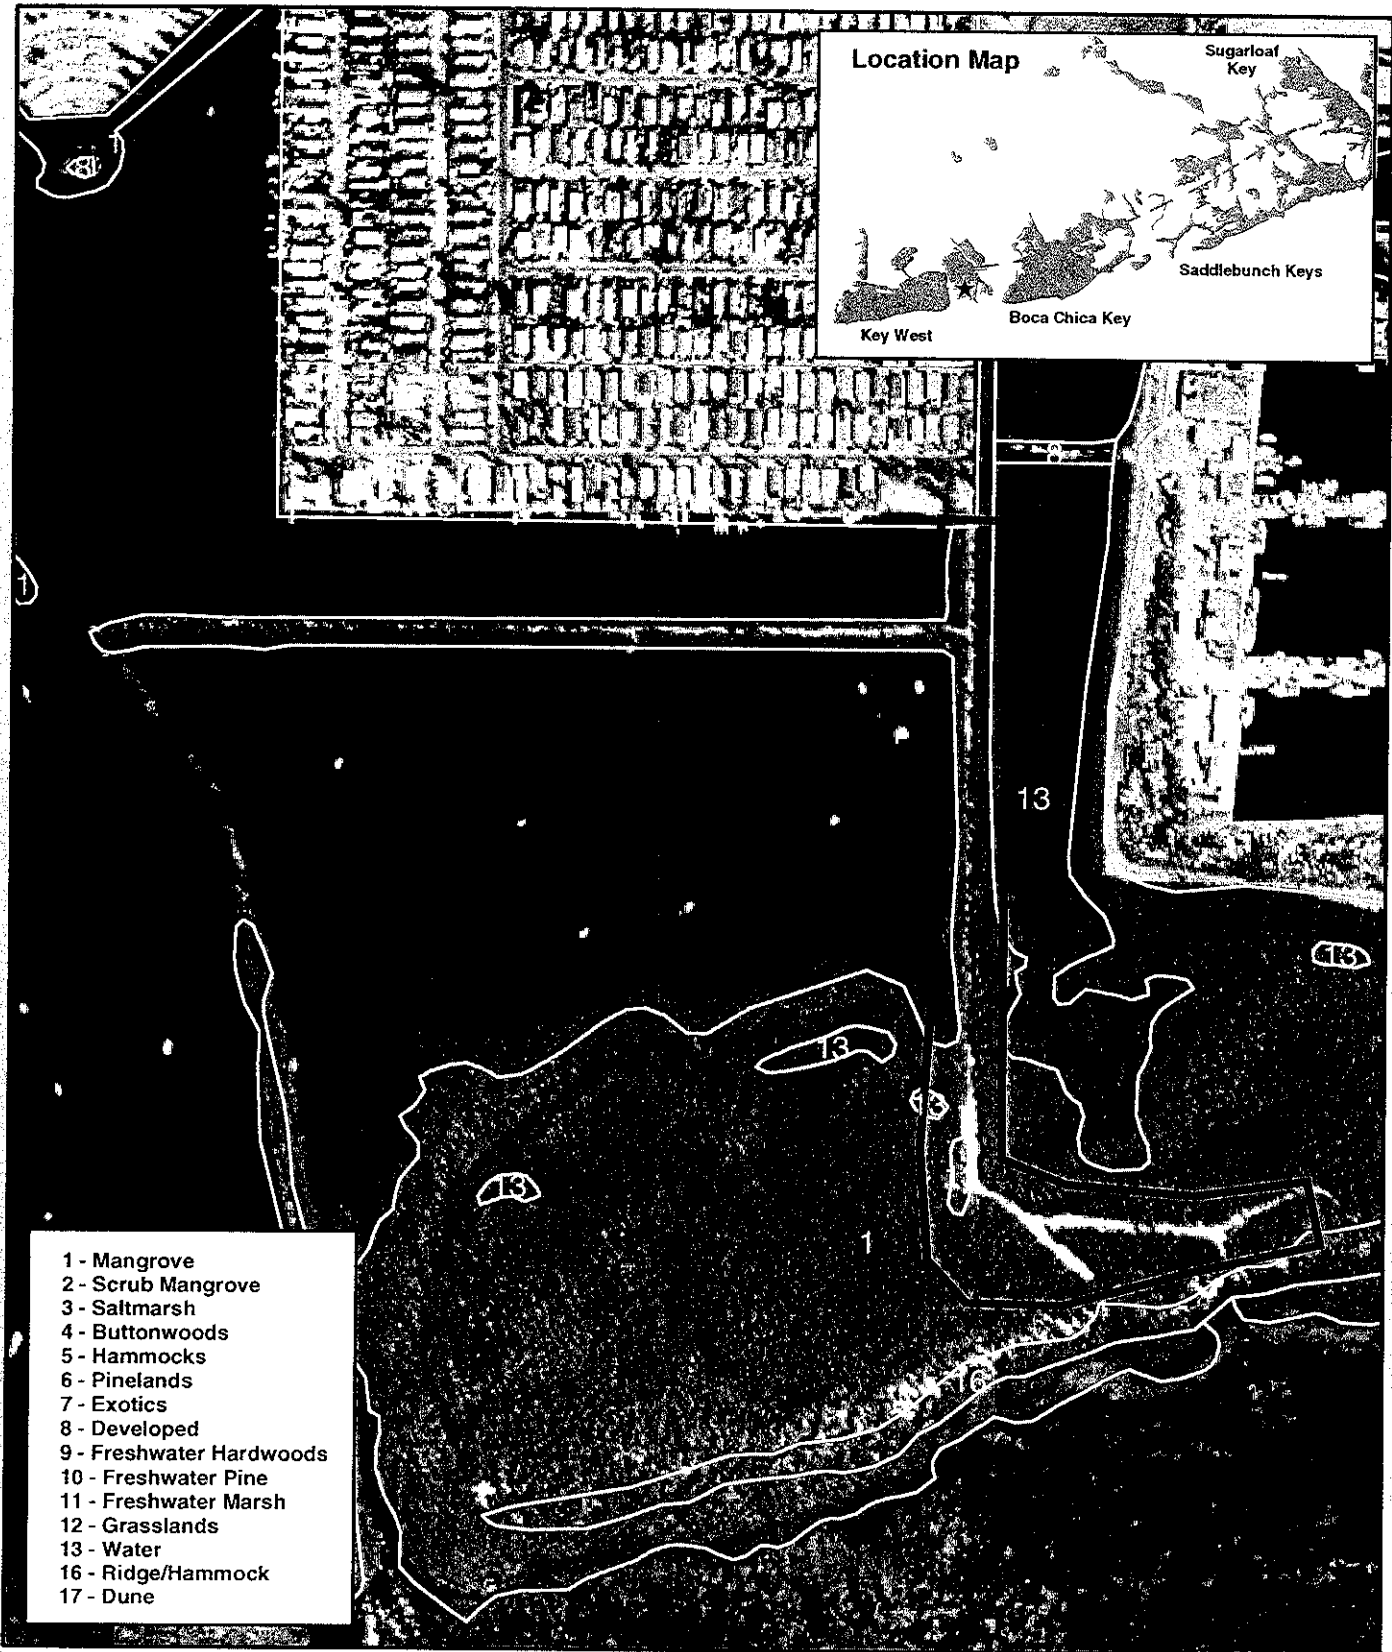 Location Map
Sugarloaf
Key
Saddlebunch Keys
Boca Chica Key
Key West
8
8
1
13
13
13
13
13
1
16
1 - Mangrove
2 - Scrub Mangrove
3 - Saltmarsh
4 - Buttonwoods
5 - Hammocks
6 - Pinelands
7 - Exotics
8 - Developed
9 - Freshwater Hardwoods
10 - Freshwater Pine
11 - Freshwater Marsh
12 - Grasslands
13 - Water
16 - Ridge/Hammock
17 - Dune